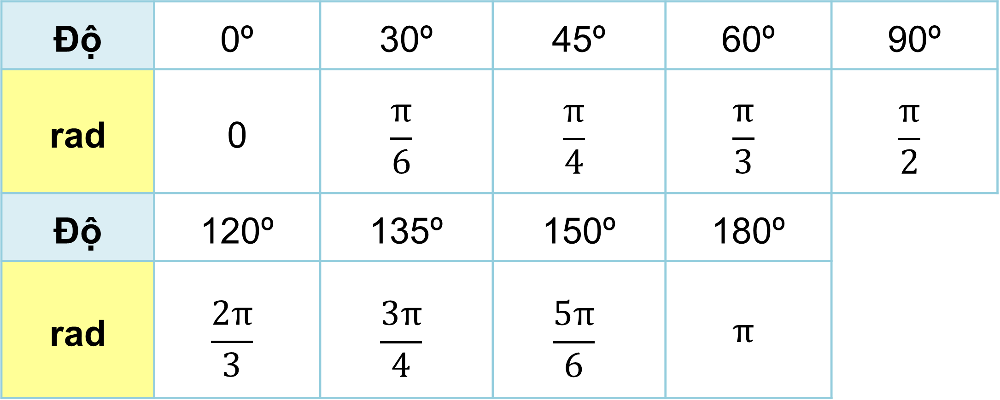 Độ 0º 30º 45º 60º 90º
rad 0 π/6 π/4 π/3 π/2
Độ 120º 135º 150º 180º
rad 2π/3 3π/4 5π/6 π